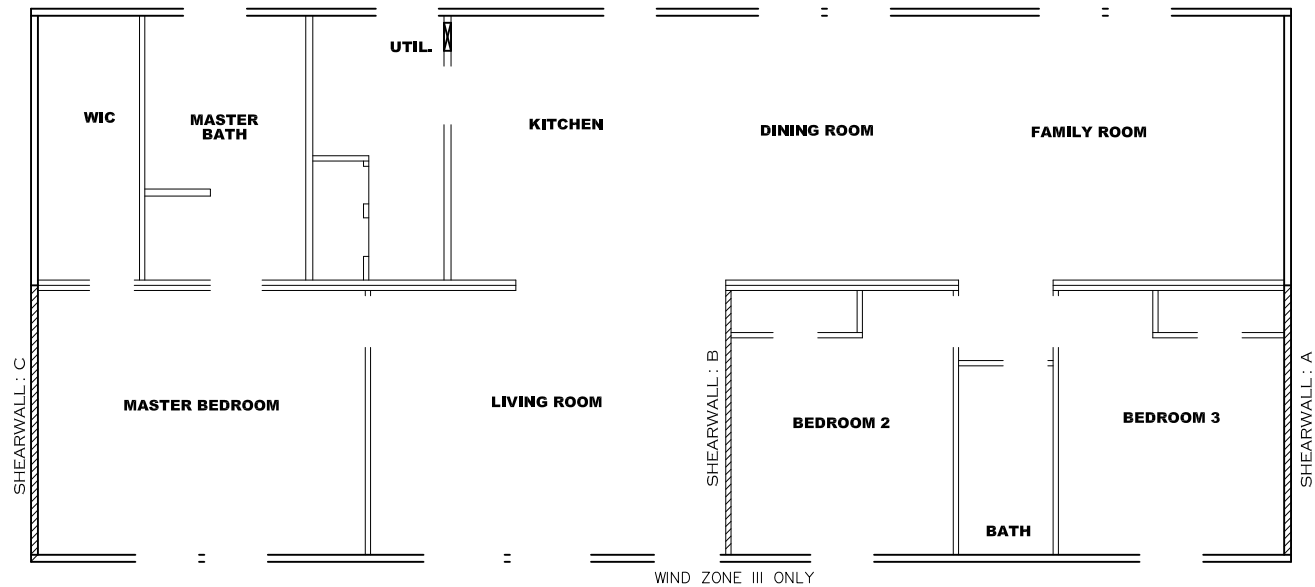 UTIL.
WIC
MASTER
BATH
KITCHEN
DINING ROOM
FAMILY ROOM
SHEARWALL: C
MASTER BEDROOM
LIVING ROOM
SHEARWALL: B
BEDROOM 2
BEDROOM 3
SHEARWALL: A
BATH
WIND ZONE III ONLY